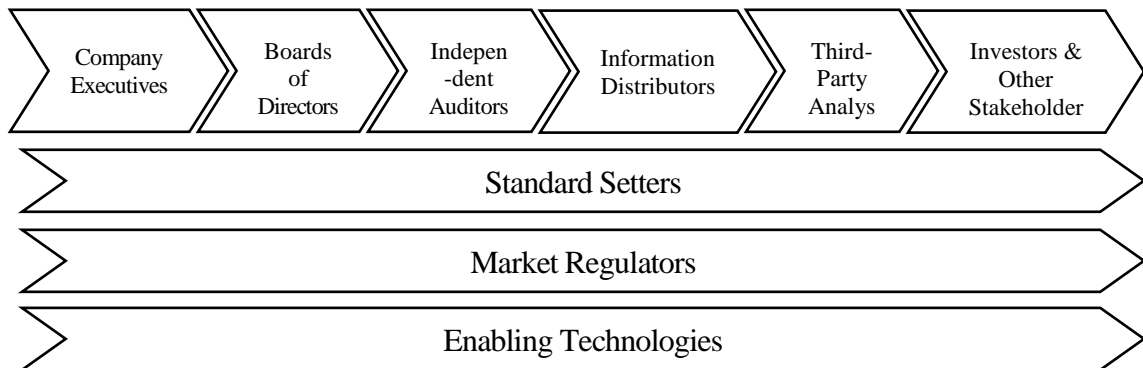 Company
Executives
Boards
of
Directors
Indepen
-dent
Auditors
Information
Distributors
Third-
Party
Analys
Investors &
Other
Stakeholder
Standard Setters
Market Regulators
Enabling Technologies